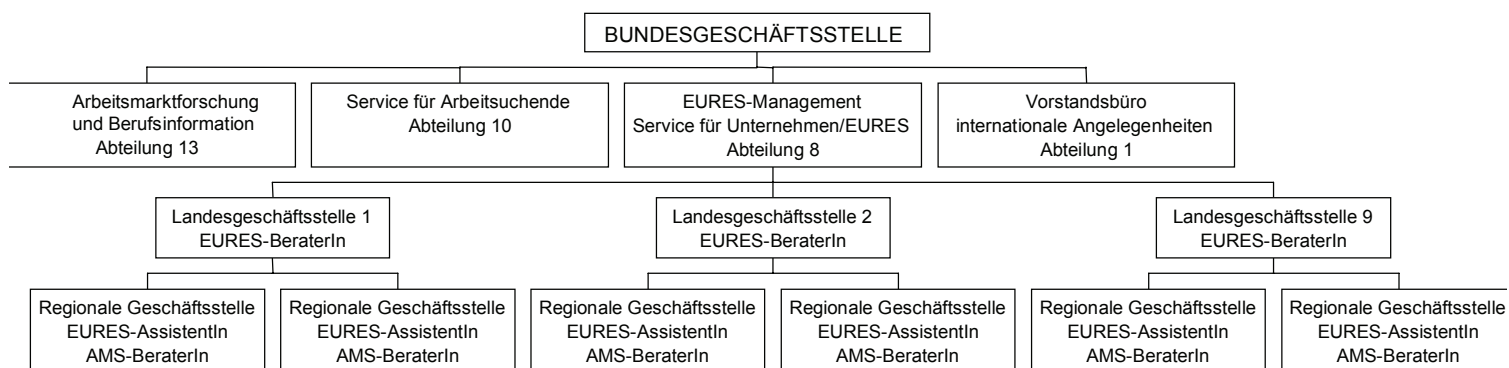 BUNDESGESCHÄFTSSTELLE
Arbeitsmarktforschung
und Berufsinformation
Abteilung 13
Service für Arbeitsuchende
Abteilung 10
EURES-Management
Service für Unternehmen/EURES
Abteilung 8
Vorstandsbüro
internationale Angelegenheiten
Abteilung 1
Landesgeschäftsstelle 1
EURES-BeraterIn
Landesgeschäftsstelle 2
EURES-BeraterIn
Landesgeschäftsstelle 9
EURES-BeraterIn
Regionale Geschäftsstelle
EURES-AssistentIn
AMS-BeraterIn
Regionale Geschäftsstelle
EURES-AssistentIn
AMS-BeraterIn
Regionale Geschäftsstelle
EURES-AssistentIn
AMS-BeraterIn
Regionale Geschäftsstelle
EURES-AssistentIn
AMS-BeraterIn
Regionale Geschäftsstelle
EURES-AssistentIn
AMS-BeraterIn
Regionale Geschäftsstelle
EURES-AssistentIn
AMS-BeraterIn